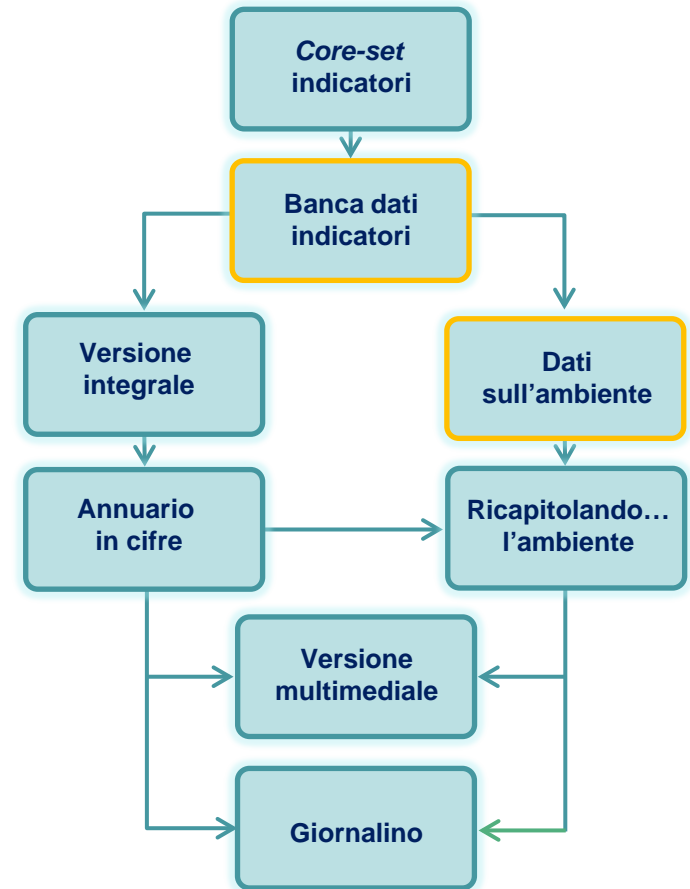 Core-set
indicatori
Banca dati
indicatori
Versione
integrale
Dati
sull’ambiente
Annuario
in cifre
Ricapitolando…
l’ambiente
Versione
multimediale
Giornalino